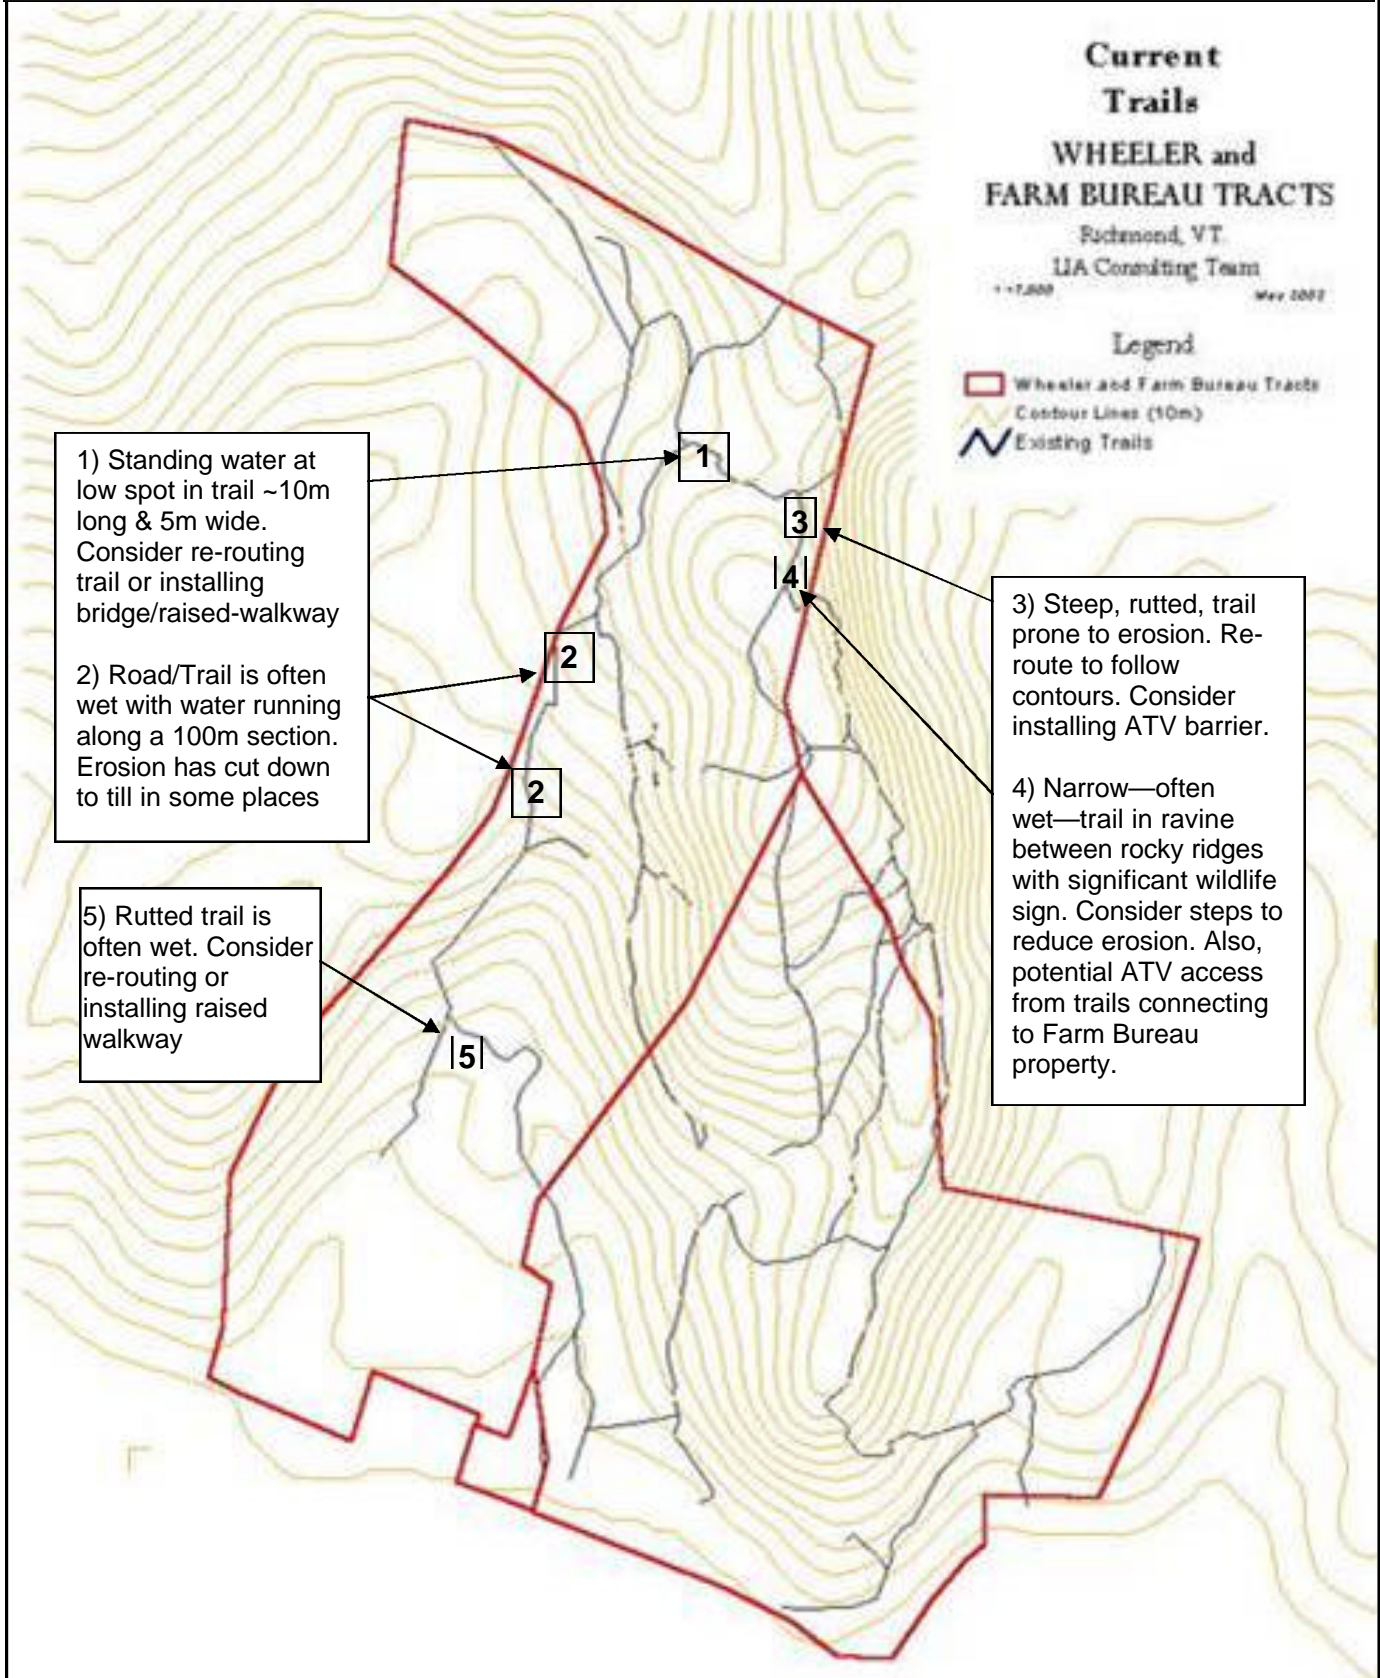 Current
Trails
WHEELER and
FARM BUREAU TRACTS
Richmond, VT.
LIA Consulting Team
May 2002
Legend
Wheeler and Farm Bureau Tracts
Contour Lines (10m)
Existing Trails
1) Standing water at
low spot in trail ~10m
long & 5m wide.
Consider re-routing
trail or installing
bridge/raised-walkway
2) Road/Trail is often
wet with water running
along a 100m section.
Erosion has cut down
to till in some places
1
3
4
2
2
3) Steep, rutted, trail
prone to erosion. Re-
route to follow
contours. Consider
installing ATV barrier.
4) Narrow—often
wet—trail in ravine
between rocky ridges
with significant wildlife
sign. Consider steps to
reduce erosion. Also,
potential ATV access
from trails connecting
to Farm Bureau
property.
5) Rutted trail is
often wet. Consider
re-routing or
installing raised
walkway
5